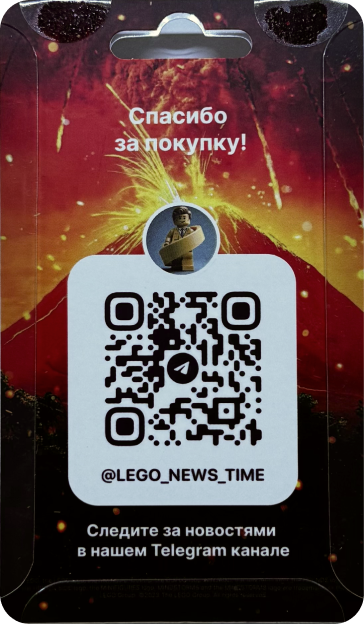 Спасибо
за покупку!
@LEGO_NEWS_TIME
Следите за новостями
в нашем Telegram канале